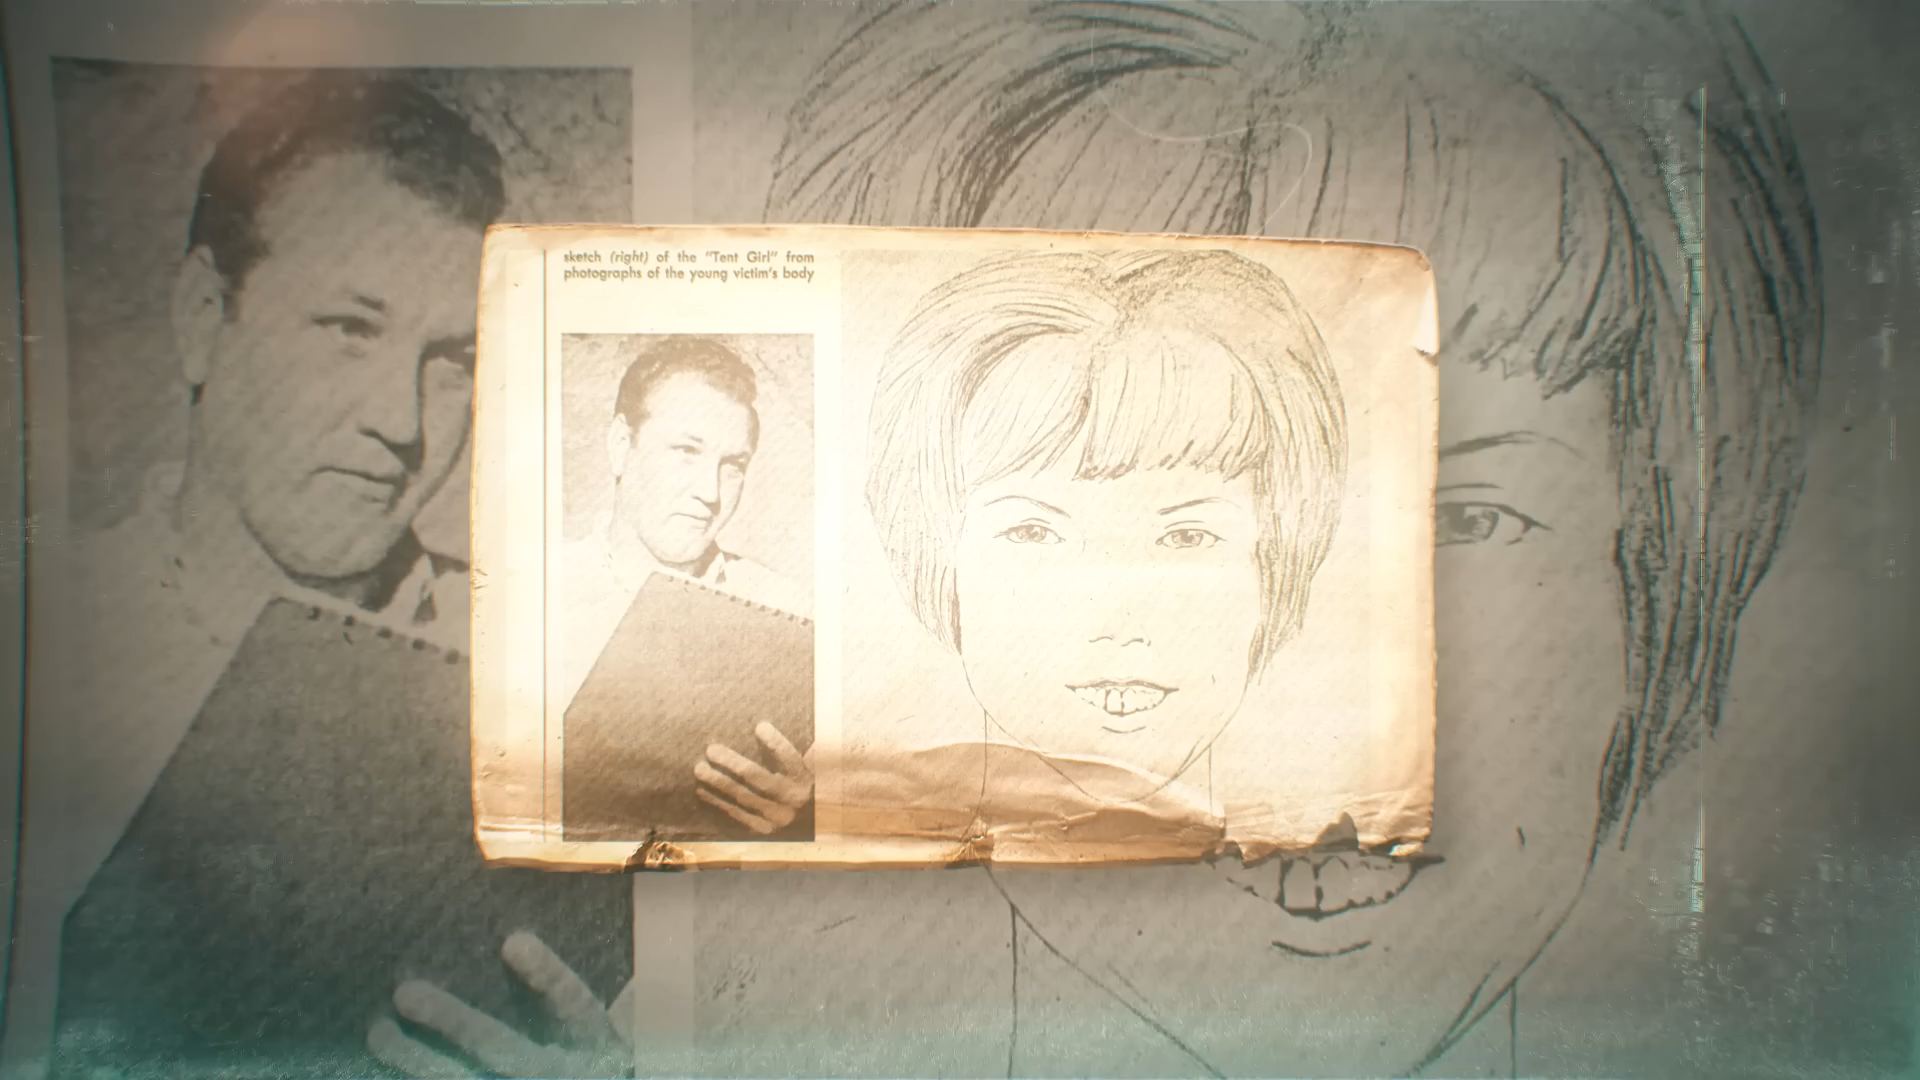 sketch (right) of the "Tent Girl" from
photographs of the young victim's body